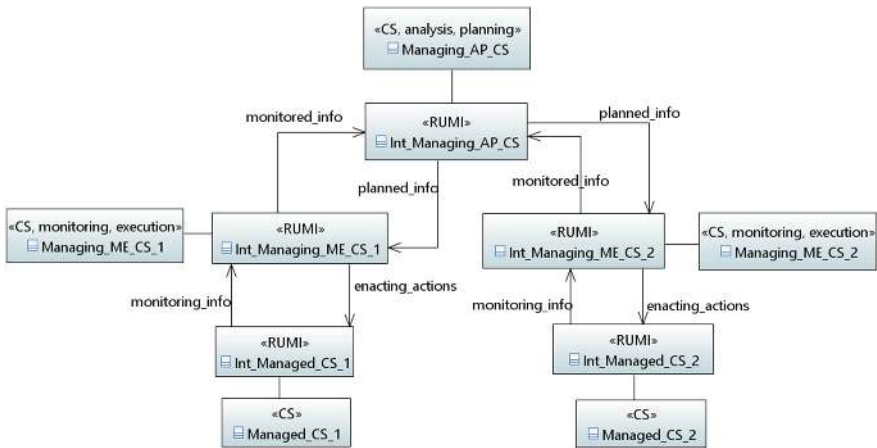 «CS, analysis, planning»
Managing_AP_CS
monitored_info
«RUMI»
Int_Managing_AP_CS
planned_info
planned_info
monitored_info
«CS, monitoring, execution»
Managing_ME_CS_1
«RUMI»
Int_Managing_ME_CS_1
«RUMI»
Int_Managing_ME_CS_2
«CS, monitoring, execution»
Managing_ME_CS_2
monitoring_info
enacting_actions
monitoring_info
enacting_actions
«RUMI»
Int_Managed_CS_1
«RUMI»
Int_Managed_CS_2
«CS»
Managed_CS_1
«CS»
Managed_CS_2